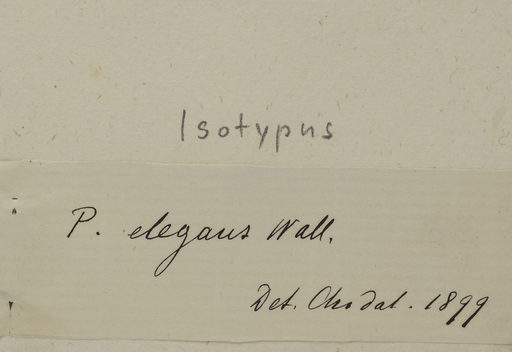 Isotypus
P. elegans Wall.
Det. Chodat. 1899